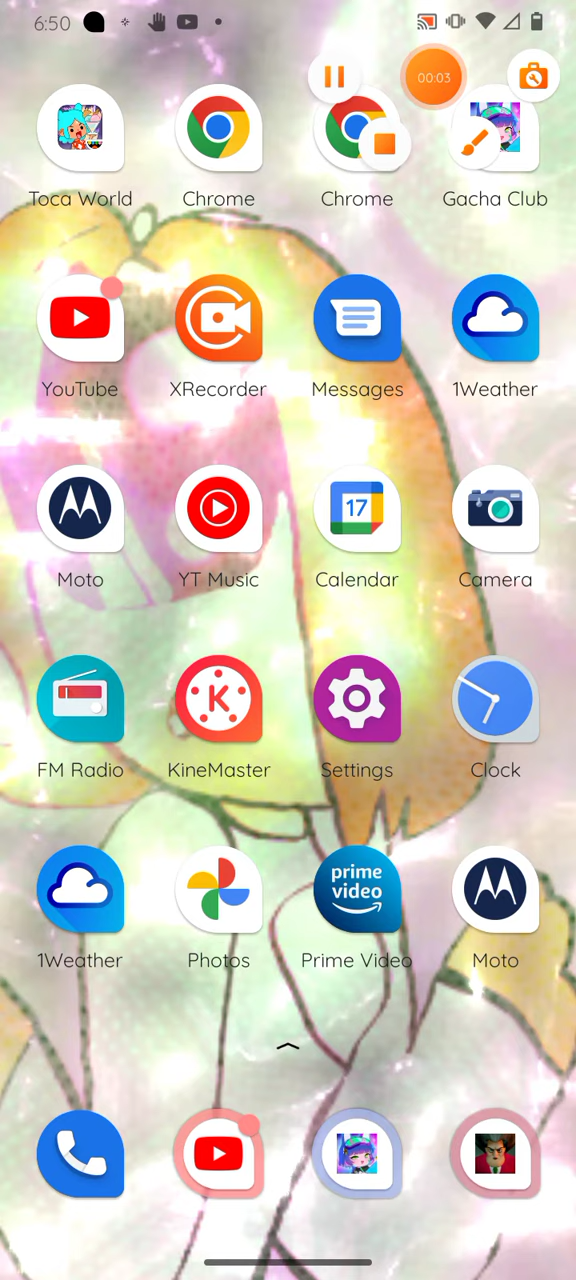 6:50
00:03
Toca World
Chrome
Chrome
Gacha Club
YouTube
XRecorder
Messages
1Weather
17
Moto
YT Music
Calendar
Camera
K
FM Radio
KineMaster
Settings
Clock
prime
video
1Weather
Photos
Prime Video
Moto